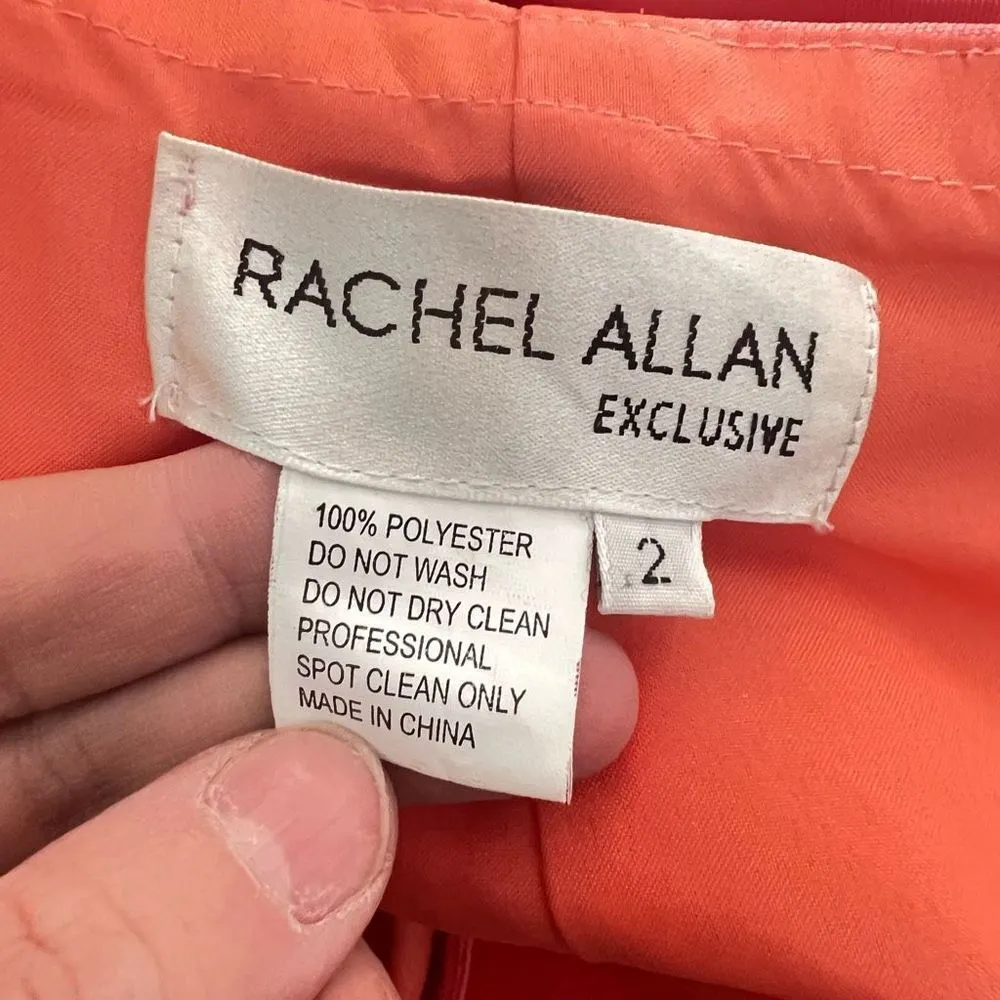 RACHEL ALLAN
EXCLUSIVE
100% POLYESTER
DO NOT WASH
DO NOT DRY CLEAN
PROFESSIONAL
SPOT CLEAN ONLY
MADE IN CHINA
2